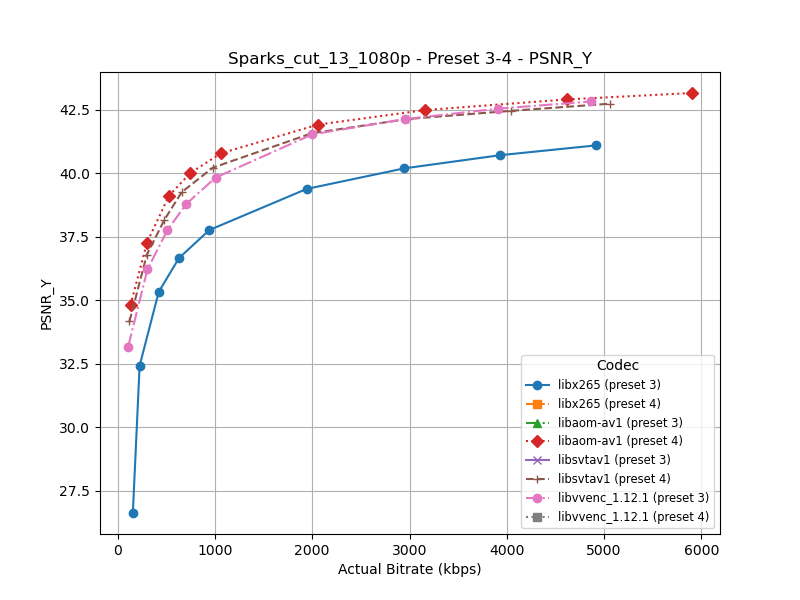 Sparks_cut_13_1080p - Preset 3-4 - PSNR_Y
PSNR_Y
42.5
40.0
37.5
35.0
32.5
30.0
27.5
Codec
libx265 (preset 3)
libx265 (preset 4)
libaom-av1 (preset 3)
libaom-av1 (preset 4)
libsvtav1 (preset 3)
libsvtav1 (preset 4)
libvvenc_1.12.1 (preset 3)
libvvenc_1.12.1 (preset 4)
0 1000 2000 3000 4000 5000 6000
Actual Bitrate (kbps)